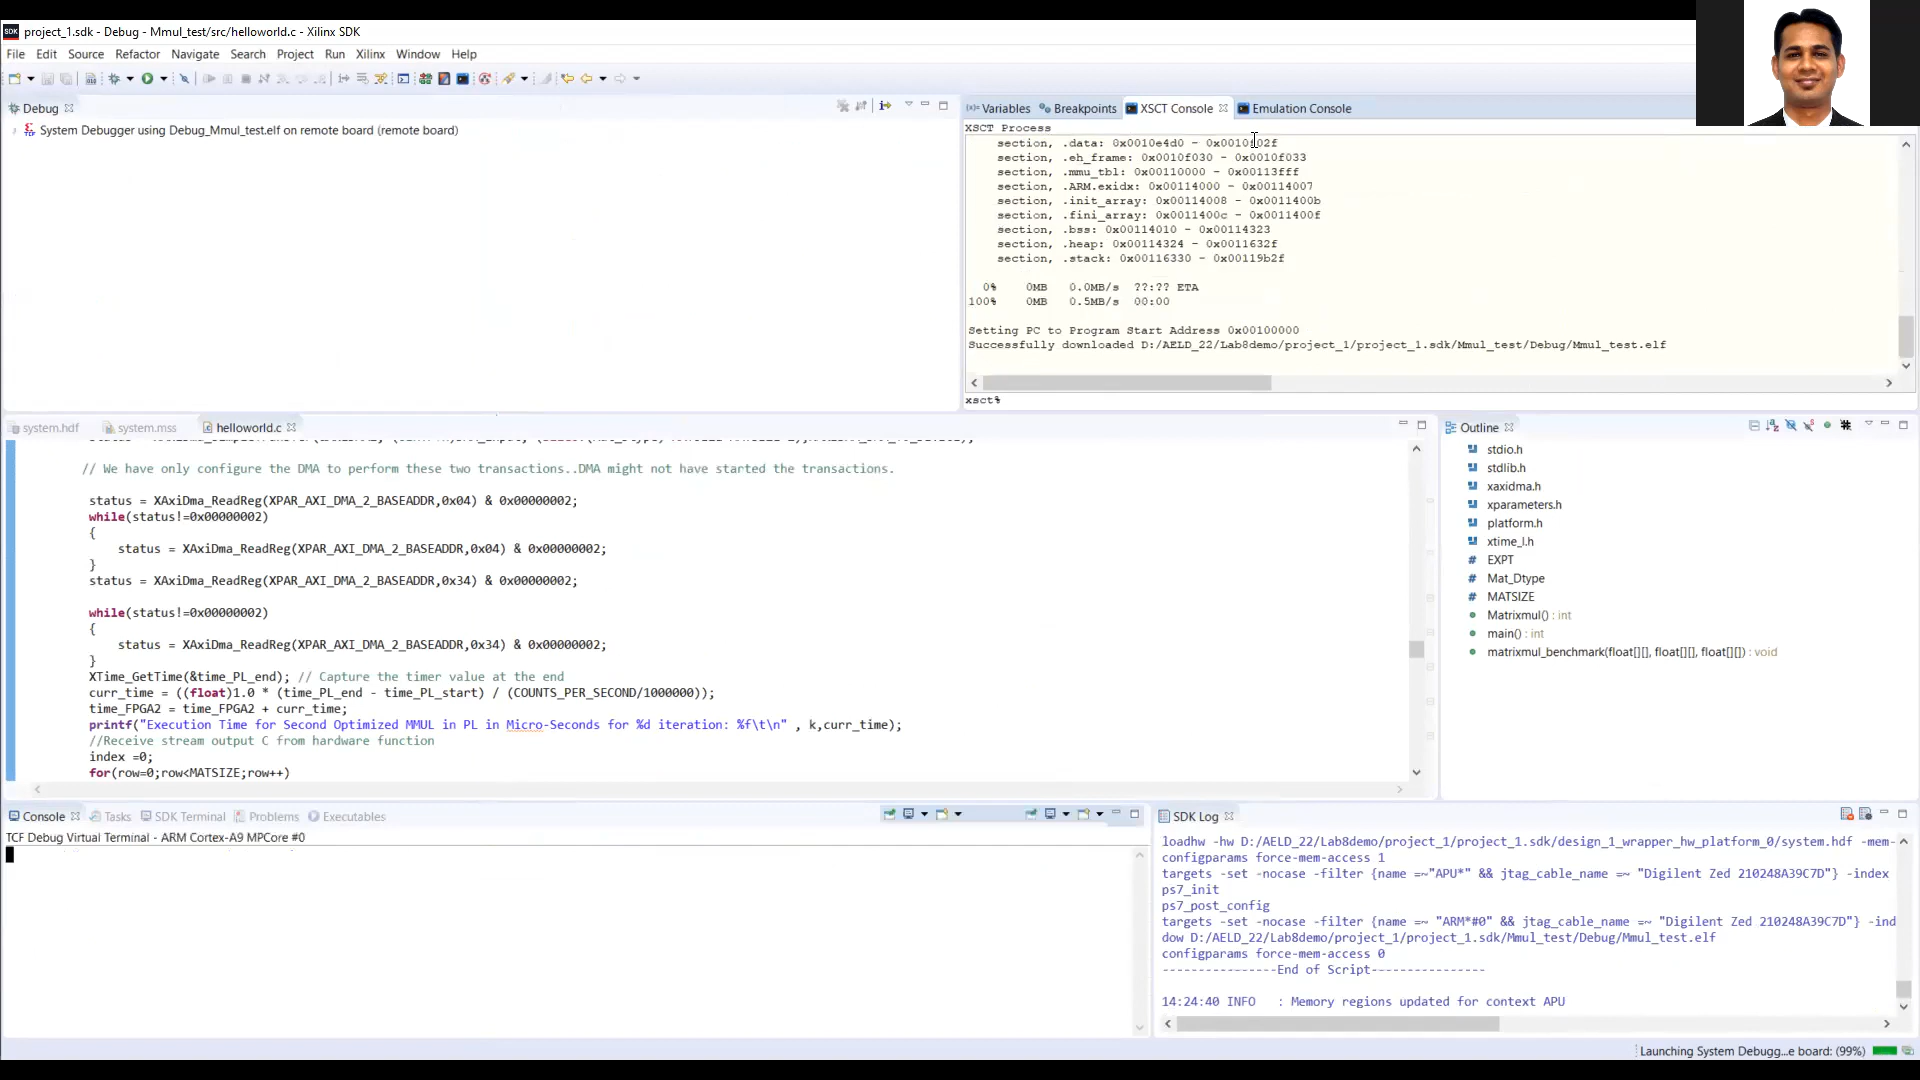 project_1.sdk - Debug - Mmul_test/src/helloworld.c - Xilinx SDK
File Edit Source Refactor Navigate Search Project Run Xilinx Window Help
Debug
System Debugger using Debug_Mmul_test.elf on remote board (remote board)
Variables Breakpoints XSCT Console Emulation Console
XSCT Process
section, .data: 0x0010e4d0 - 0x0010f02f
section, .eh_frame: 0x0010f030 - 0x0010f033
section, .mmu_tbl: 0x00110000 - 0x00113fff
section, .ARM.exidx: 0x00114000 - 0x00114007
section, .init_array: 0x00114008 - 0x0011400b
section, .fini_array: 0x0011400c - 0x0011400f
section, .bss: 0x00114010 - 0x00114323
section, .heap: 0x00114324 - 0x0011632f
section, .stack: 0x00116330 - 0x00119b2f
0% 0MB 0.0MB/s ??:?? ETA
100% 0MB 0.5MB/s 00:00
Setting PC to Program Start Address 0x00100000
Successfully downloaded D:/AELD_22/Lab8demo/project_1/project_1.sdk/Mmul_test/Debug/Mmul_test.elf
xsct%
system.hdf system.mss helloworld.c
// We have only configure the DMA to perform these two transactions..DMA might not have started the transactions.
status = XAxiDma_ReadReg(XPAR_AXI_DMA_2_BASEADDR,0x04) & 0x00000002;
while(status!=0x00000002)
{
status = XAxiDma_ReadReg(XPAR_AXI_DMA_2_BASEADDR,0x04) & 0x00000002;
}
status = XAxiDma_ReadReg(XPAR_AXI_DMA_2_BASEADDR,0x34) & 0x00000002;
while(status!=0x00000002)
{
status = XAxiDma_ReadReg(XPAR_AXI_DMA_2_BASEADDR,0x34) & 0x00000002;
}
XTime_GetTime(&time_PL_end); // Capture the timer value at the end
curr_time = ((float)1.0 * (time_PL_end - time_PL_start) / (COUNTS_PER_SECOND/1000000));
time_FPGA2 = time_FPGA2 + curr_time;
printf("Execution Time for Second Optimized MMUL in PL in Micro-Seconds for %d iteration: %f\t\n" , k,curr_time);
//Receive stream output C from hardware function
index =0;
for(row=0;row<MATSIZE;row++)
Outline
stdio.h
stdlib.h
xaxidma.h
xparameters.h
platform.h
xtime_l.h
EXPT
Mat_Dtype
MATSIZE
Matrixmul() : int
main() : int
matrixmul_benchmark(float[][], float[][], float[][]) : void
Console Tasks SDK Terminal Problems Executables
TCF Debug Virtual Terminal - ARM Cortex-A9 MPCore #0
SDK Log
loadhw -hw D:/AELD_22/Lab8demo/project_1/project_1.sdk/design_1_wrapper_hw_platform_0/system.hdf -mem-
configparams force-mem-access 1
targets -set -nocase -filter {name =~"APU*" && jtag_cable_name =~ "Digilent Zed 210248A39C7D"} -index
ps7_init
ps7_post_config
targets -set -nocase -filter {name =~ "ARM*#0" && jtag_cable_name =~ "Digilent Zed 210248A39C7D"} -ind
dow D:/AELD_22/Lab8demo/project_1/project_1.sdk/Mmul_test/Debug/Mmul_test.elf
configparams force-mem-access 0
----------------End of Script----------------
14:24:40 INFO : Memory regions updated for context APU
Launching System Debugg...e board: (99%)